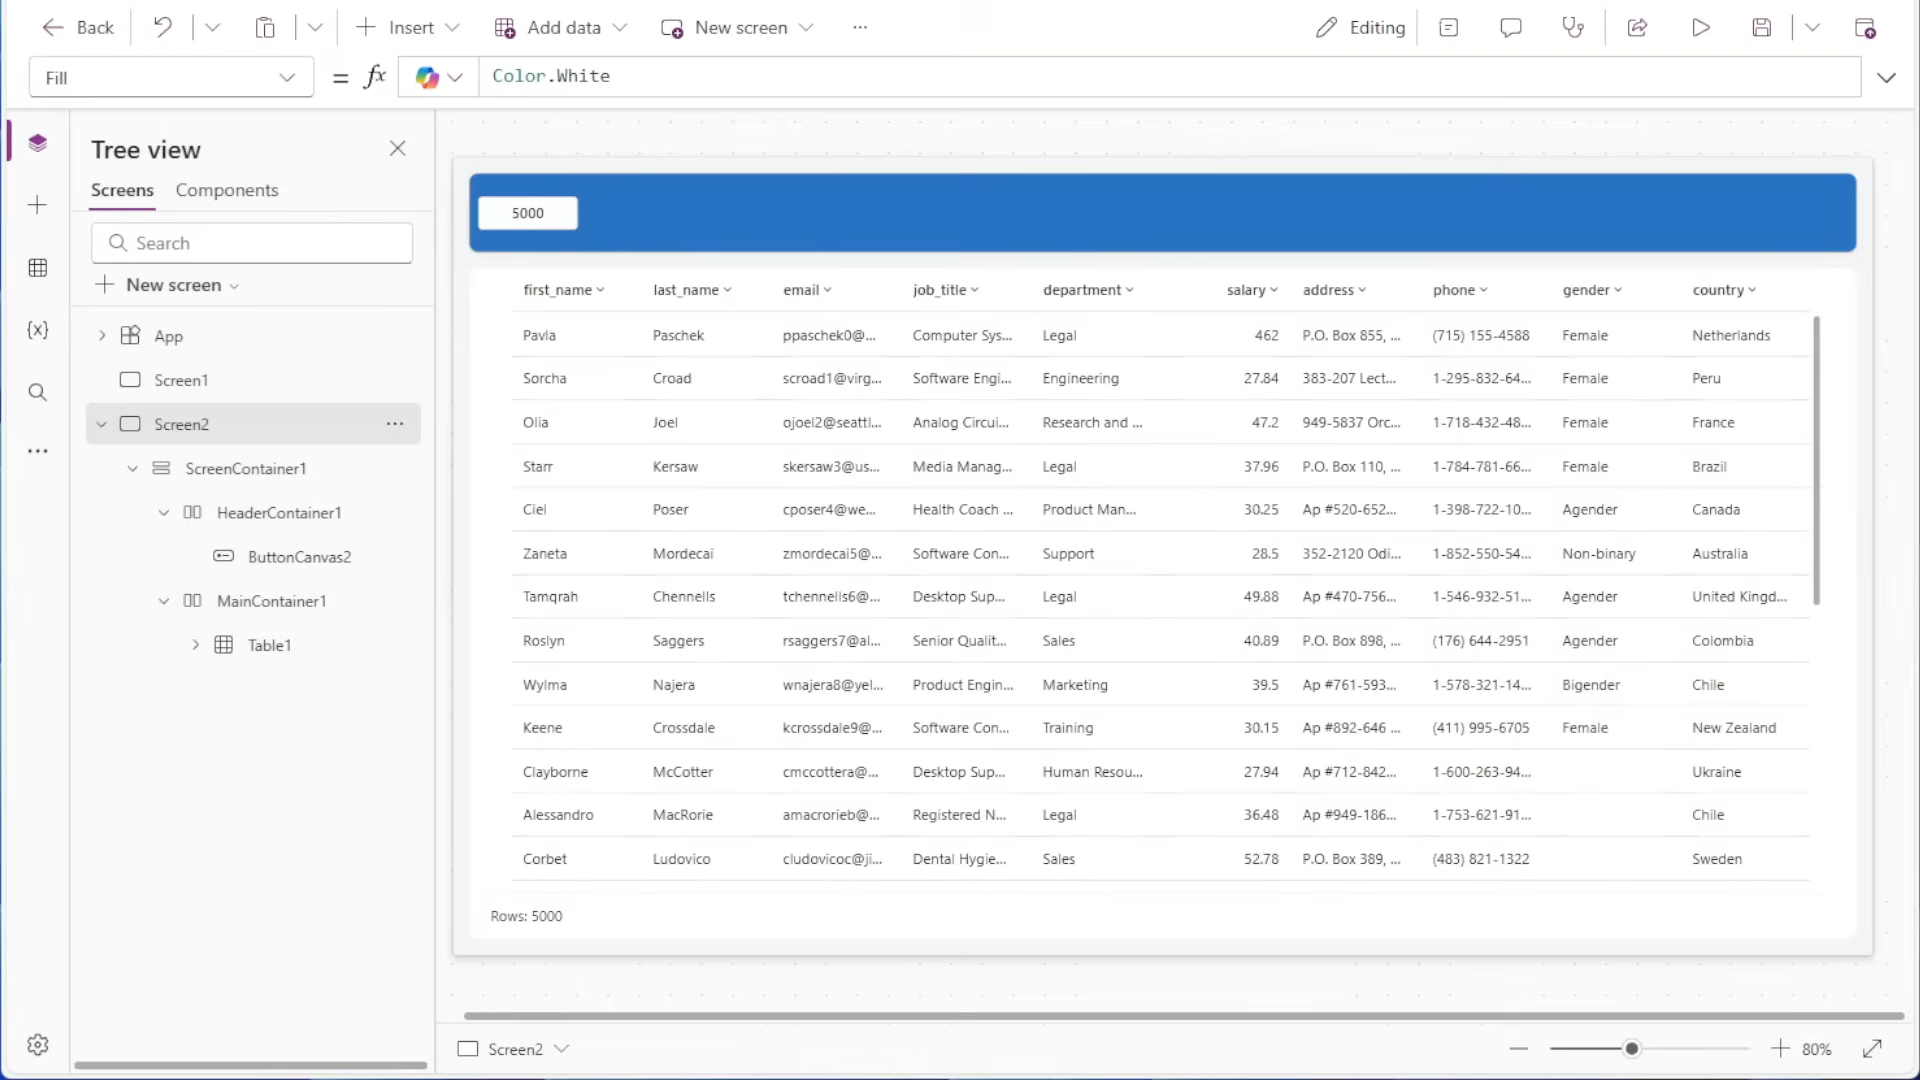 Back Insert Add data New screen ... Editing
Fill = fx Color.White
Tree view
Screens Components
Search
New screen
App
Screen1
Screen2 ...
ScreenContainer1
HeaderContainer1
ButtonCanvas2
MainContainer1
Table1
{x}
5000
first_name last_name email job_title department salary address phone gender country
Pavla Paschek ppaschek0@... Computer Sys... Legal 462 P.O. Box 855, ... (715) 155-4588 Female Netherlands
Sorcha Croad scroad1@virg... Software Engi... Engineering 27.84 383-207 Lect... 1-295-832-64... Female Peru
Olia Joel ojoel2@seattl... Analog Circui... Research and ... 47.2 949-5837 Orc... 1-718-432-48... Female France
Starr Kersaw skersaw3@us... Media Manag... Legal 37.96 P.O. Box 110, ... 1-784-781-66... Female Brazil
Ciel Poser cposer4@we... Health Coach ... Product Man... 30.25 Ap #520-652... 1-398-722-10... Agender Canada
Zaneta Mordecai zmordecai5@... Software Con... Support 28.5 352-2120 Odi... 1-852-550-54... Non-binary Australia
Tamqrah Chennells tchennells6@... Desktop Sup... Legal 49.88 Ap #470-756... 1-546-932-51... Agender United Kingd...
Roslyn Saggers rsaggers7@al... Senior Qualit... Sales 40.89 P.O. Box 898, ... (176) 644-2951 Agender Colombia
Wylma Najera wnajera8@yel... Product Engin... Marketing 39.5 Ap #761-593... 1-578-321-14... Bigender Chile
Keene Crossdale kcrossdale9@... Software Con... Training 30.15 Ap #892-646 ... (411) 995-6705 Female New Zealand
Clayborne McCotter cmccottera@... Desktop Sup... Human Resou... 27.94 Ap #712-842... 1-600-263-94... Ukraine
Alessandro MacRorie amacrorieb@... Registered N... Legal 36.48 Ap #949-186... 1-753-621-91... Chile
Corbet Ludovico cludovicoc@ji... Dental Hygie... Sales 52.78 P.O. Box 389, ... (483) 821-1322 Sweden
Rows: 5000
Screen2 80%